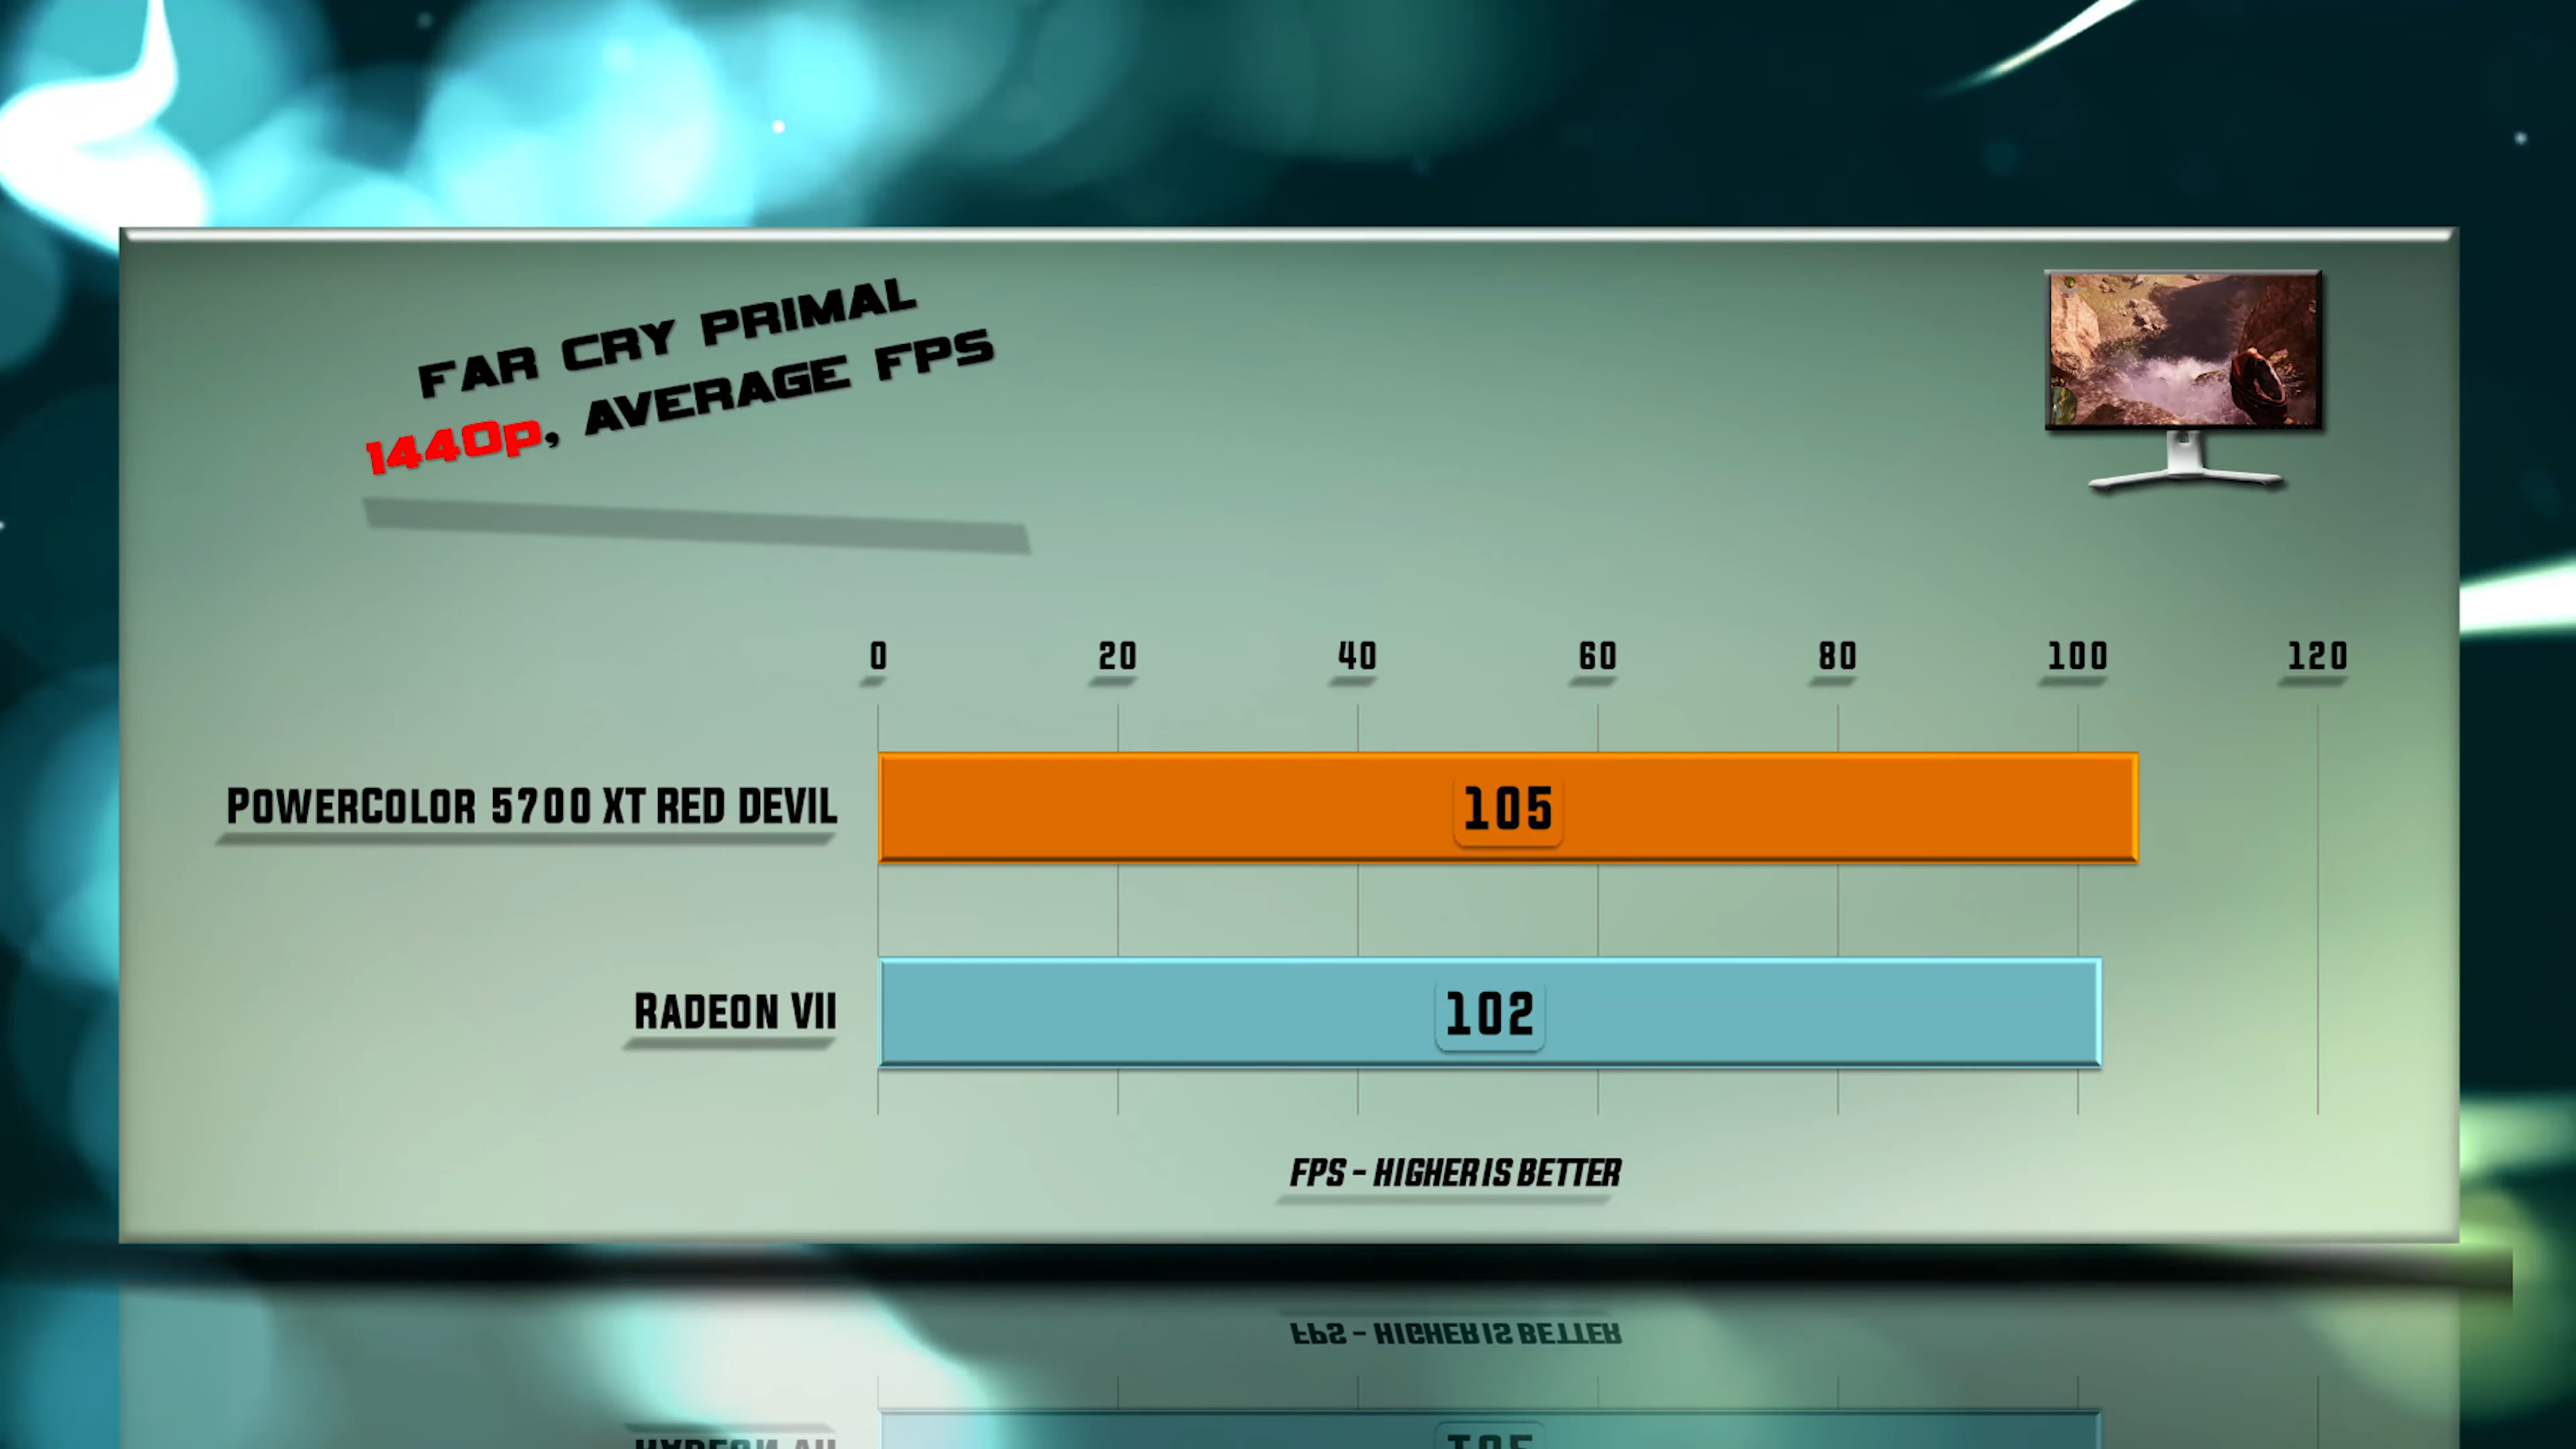 FAR CRY PRIMAL
1440p, AVERAGE FPS
0 20 40 60 80 100 120
POWERCOLOR 5700 XT RED DEVIL 105
RADEON VII 102
FPS - HIGHER IS BETTER